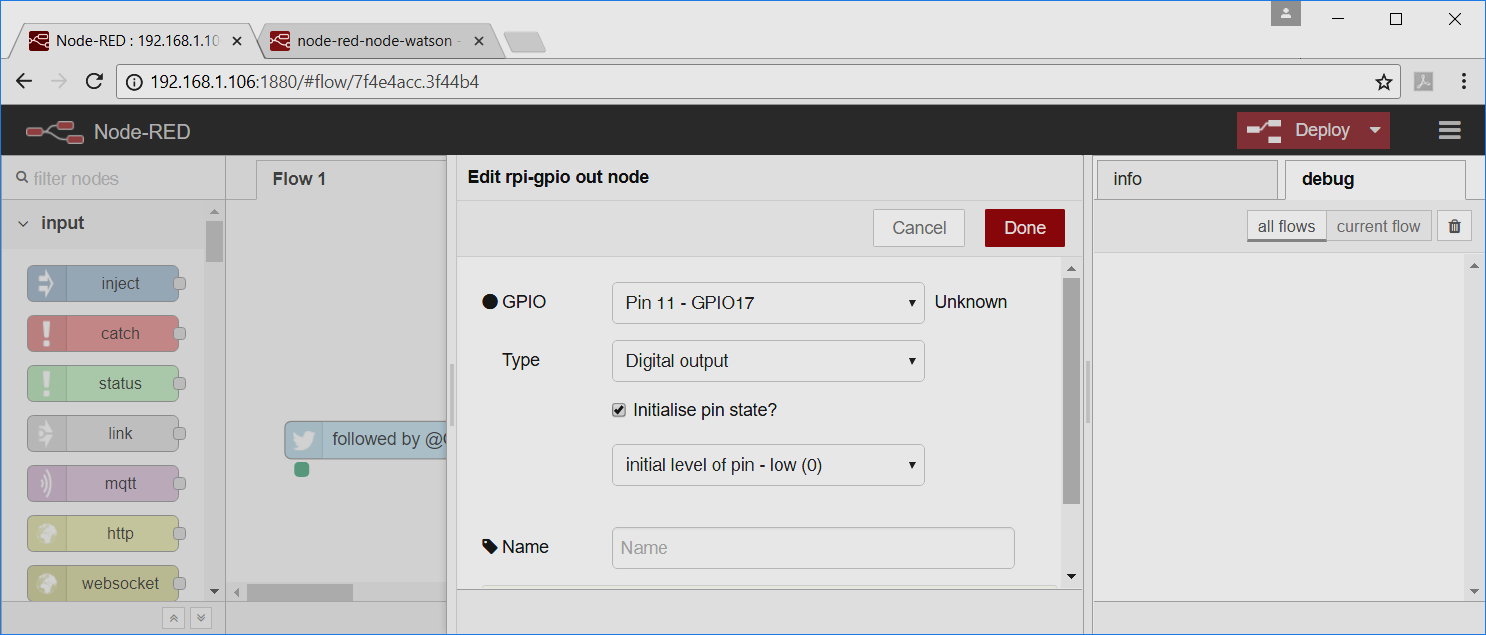 Node-RED : 192.168.1.10
node-red-node-watson -
192.168.1.106:1880/#flow/7f4e4acc.3f44b4
Node-RED
Deploy
filter nodes
Flow 1
Edit rpi-gpio out node
info
debug
Cancel
Done
all flows
current flow
input
inject
catch
status
link
mqtt
http
websocket
followed by @
GPIO
Pin 11 - GPIO17
Unknown
Type
Digital output
Initialise pin state?
initial level of pin - low (0)
Name
Name